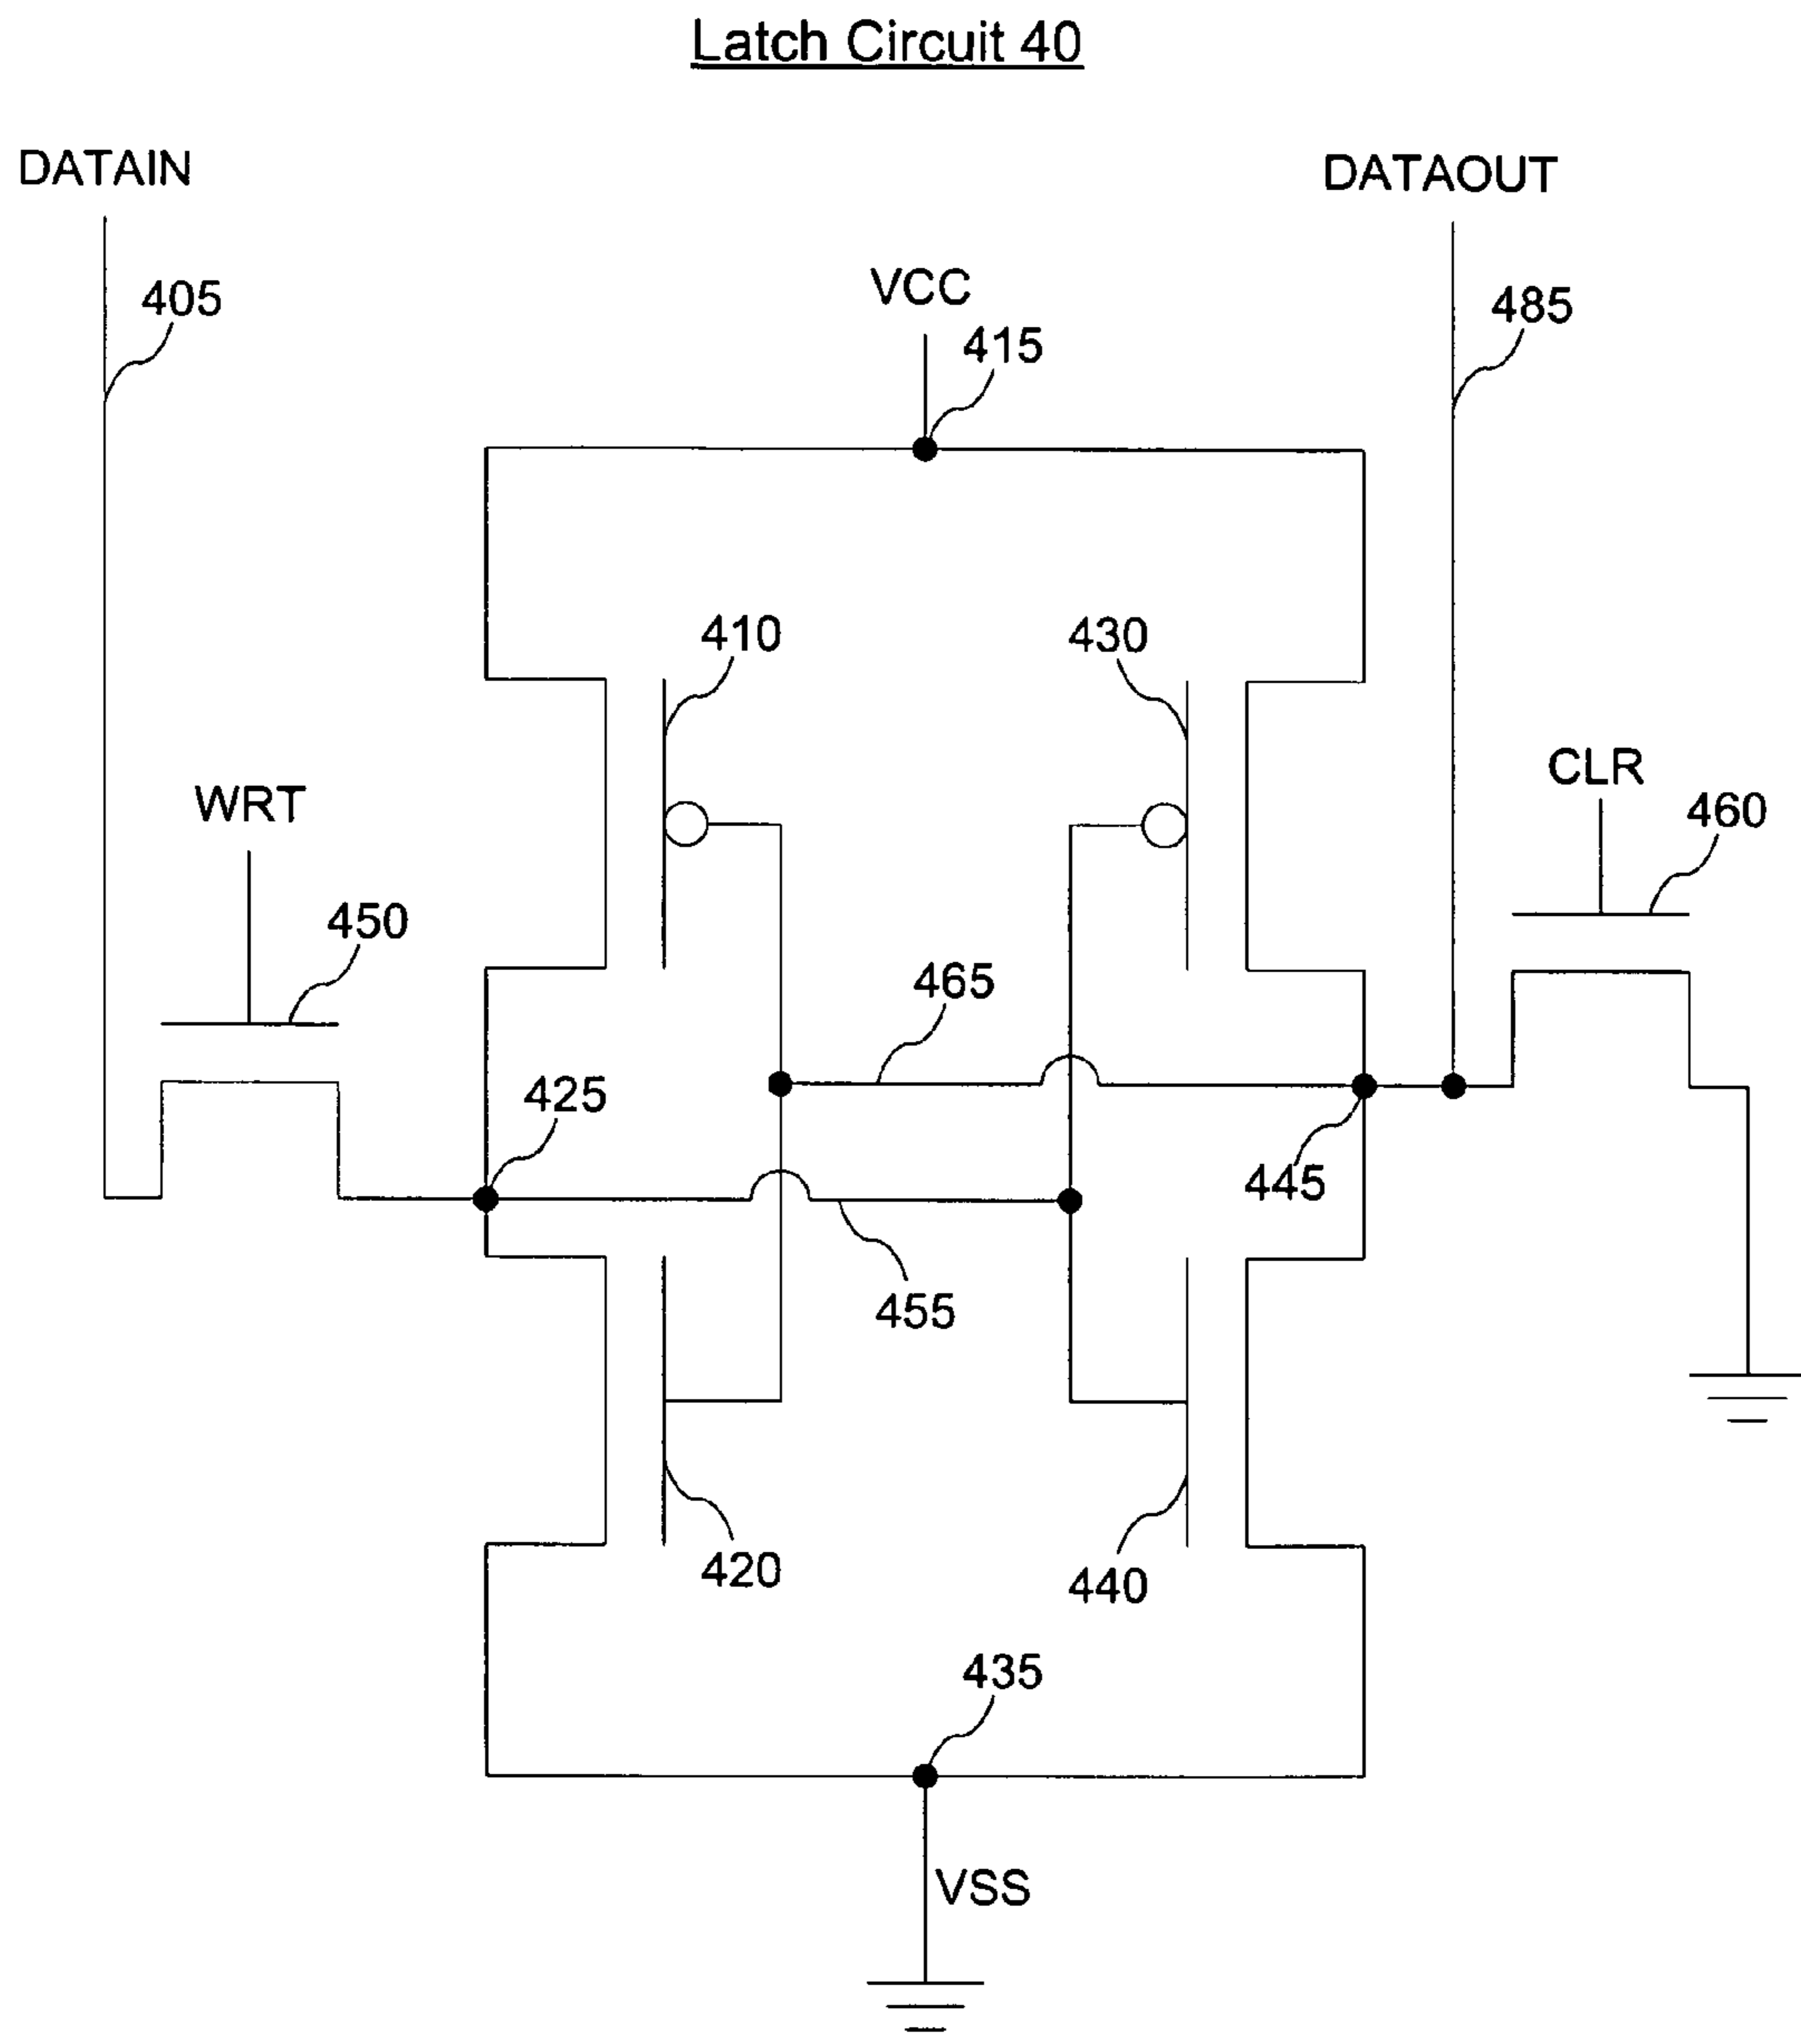 Latch Circuit 40
DATAIN
DATAOUT
405
VCC
485
415
410
430
WRT
CLR
460
450
465
425
445
455
420
440
435
VSS